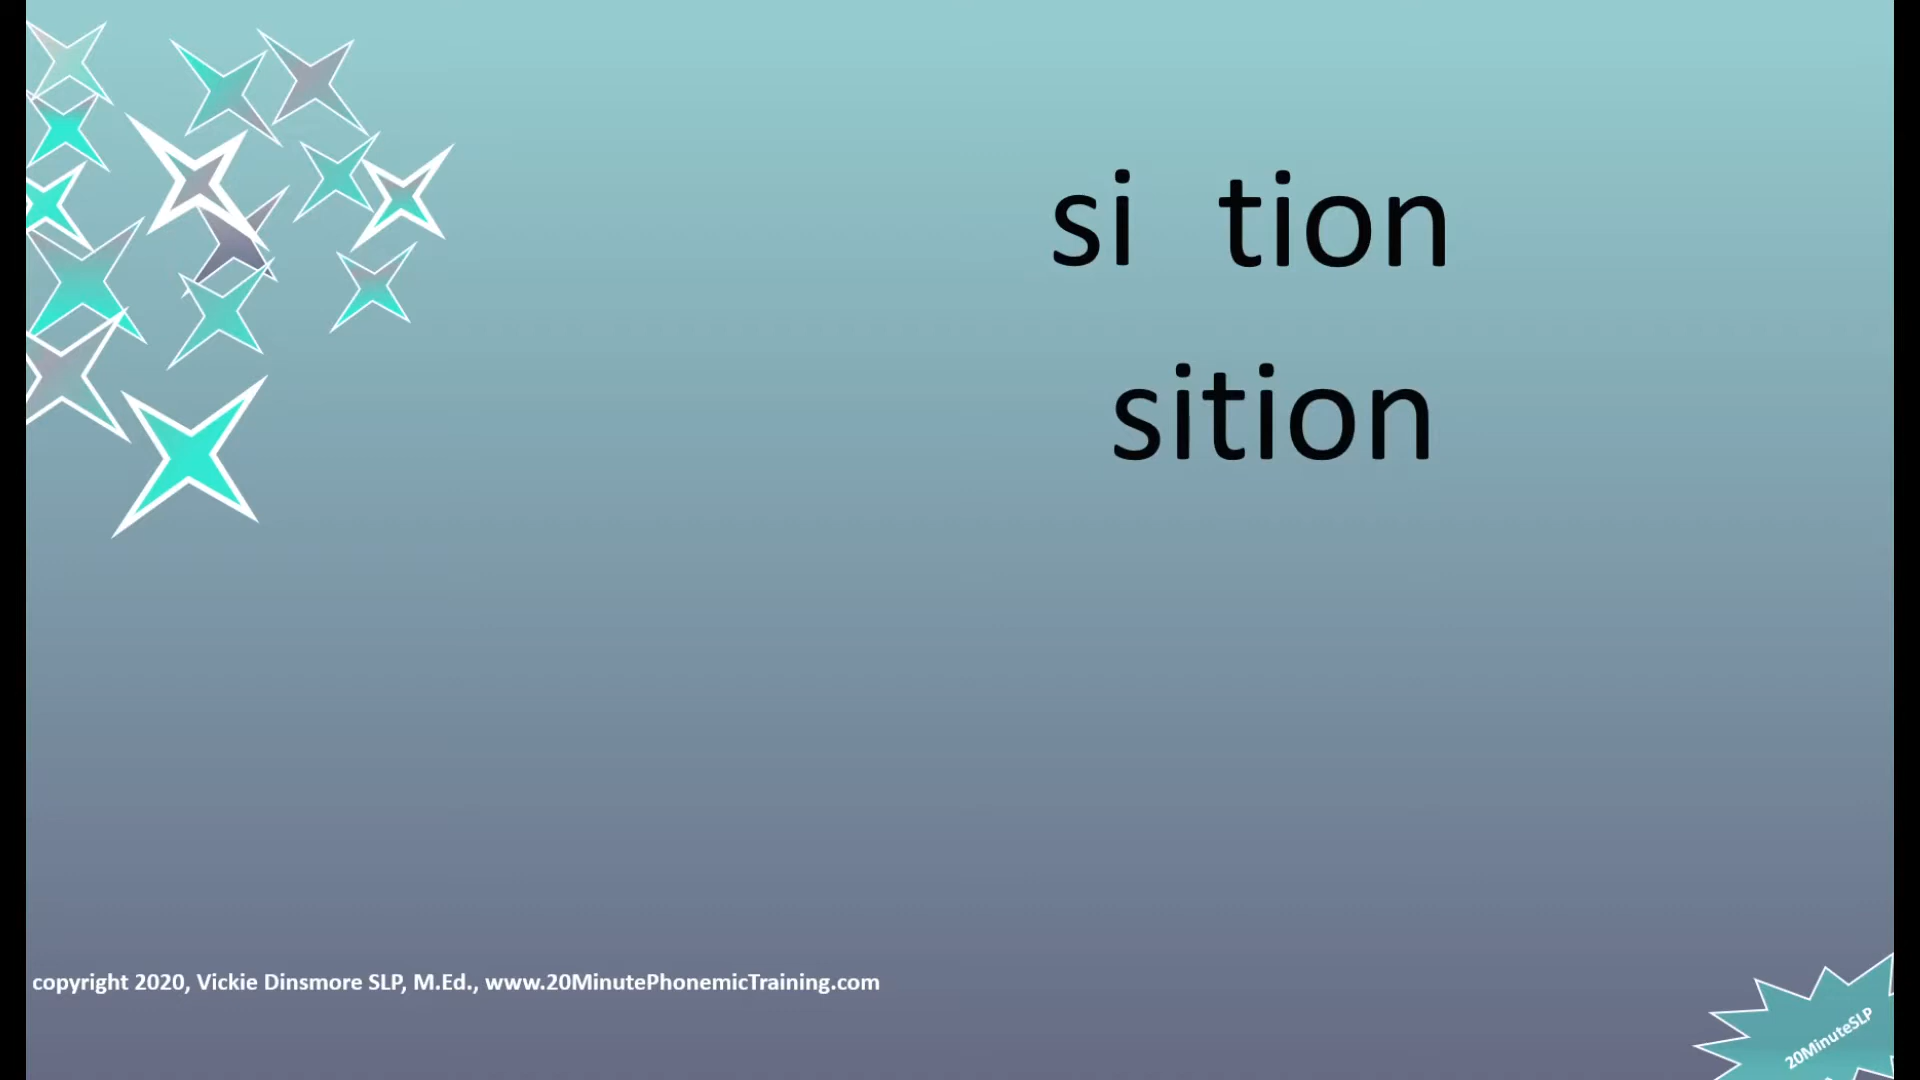 si tion
sition
copyright 2020, Vickie Dinsmore SLP, M.Ed., www.20MinutePhonemicTraining.com
20MinuteSLP